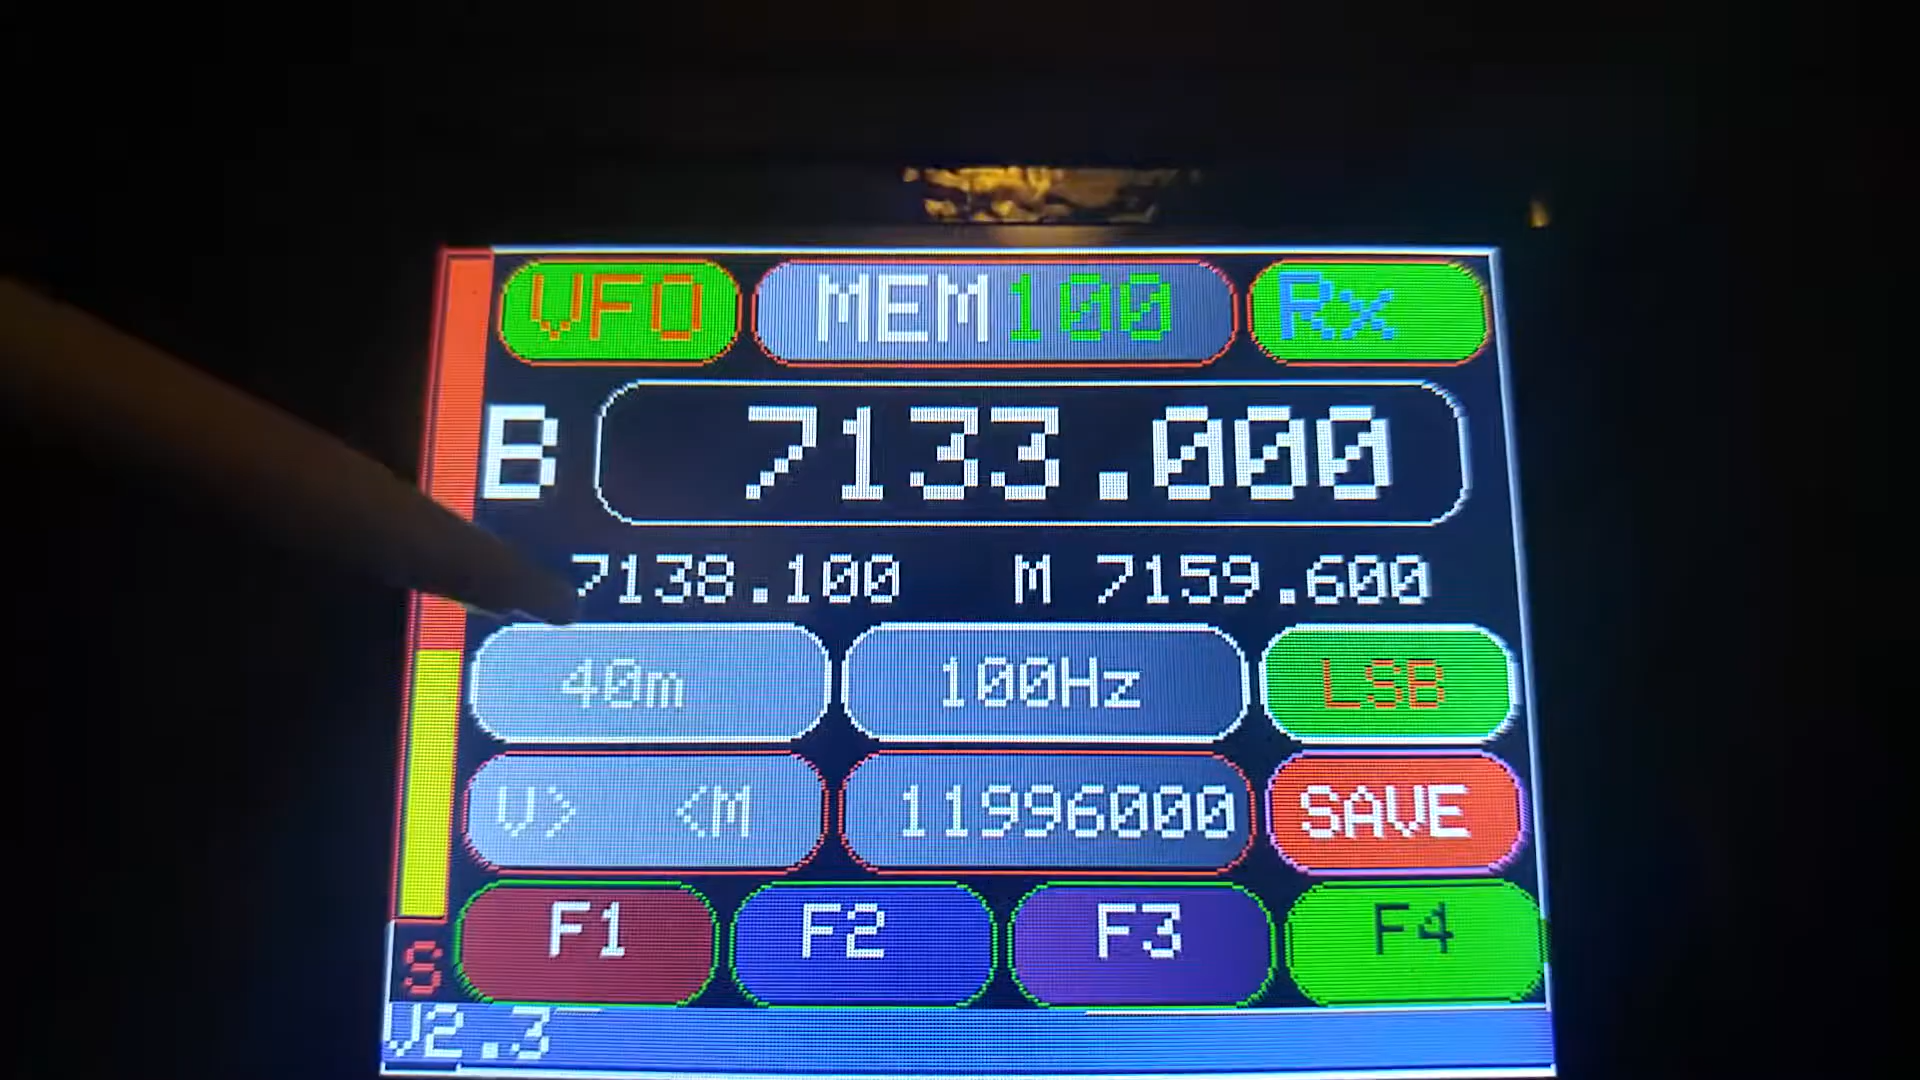 VFO MEM100 Rx
B 7133.000
7138.100 M 7159.600
40m 100Hz LSB
V> <M 11996000 SAVE
F1 F2 F3 F4
S
V2.3